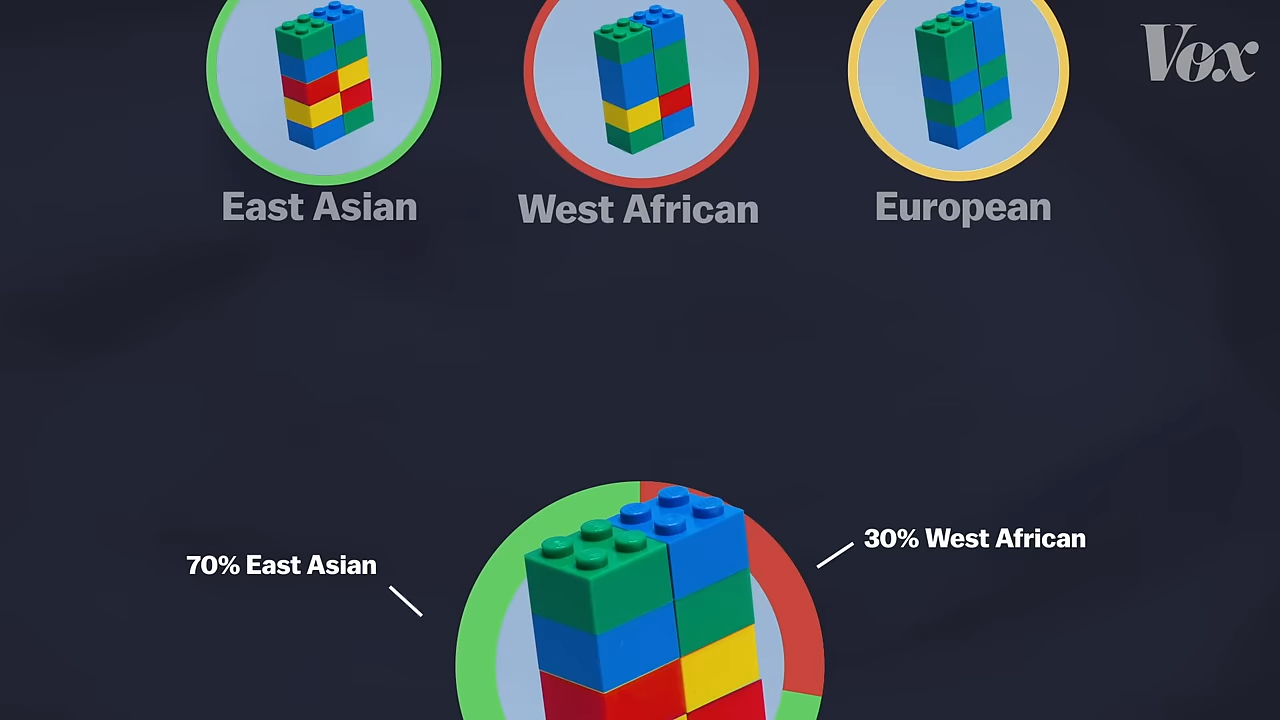 Vox
East Asian
West African
European
70% East Asian
30% West African